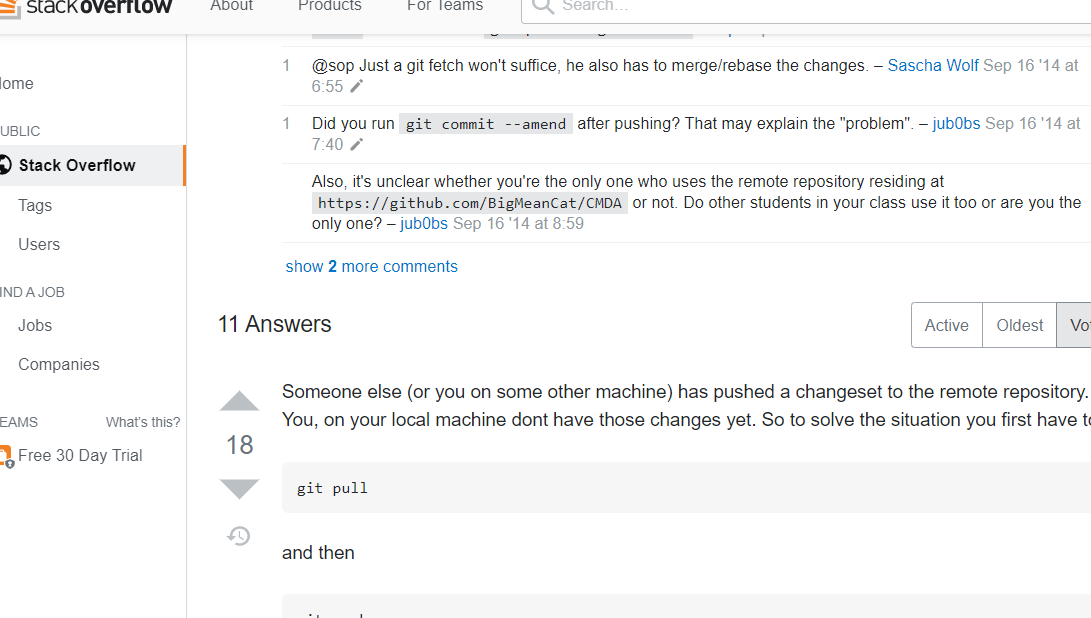 stackoverflow
About
Products
For Teams
Search...
1 @sop Just a git fetch won't suffice, he also has to merge/rebase the changes. – Sascha Wolf Sep 16 '14 at
6:55
1 Did you run git commit --amend after pushing? That may explain the "problem". – jub0bs Sep 16 '14 at
7:40
Also, it's unclear whether you're the only one who uses the remote repository residing at
https://github.com/BigMeanCat/CMDA or not. Do other students in your class use it too or are you the
only one? – jub0bs Sep 16 '14 at 8:59
show 2 more comments
Stack Overflow
Tags
Users
Jobs
Companies
What's this?
Free 30 Day Trial
11 Answers
Active
Oldest
18
Someone else (or you on some other machine) has pushed a changeset to the remote repository.
You, on your local machine dont have those changes yet. So to solve the situation you first have
git pull
and then